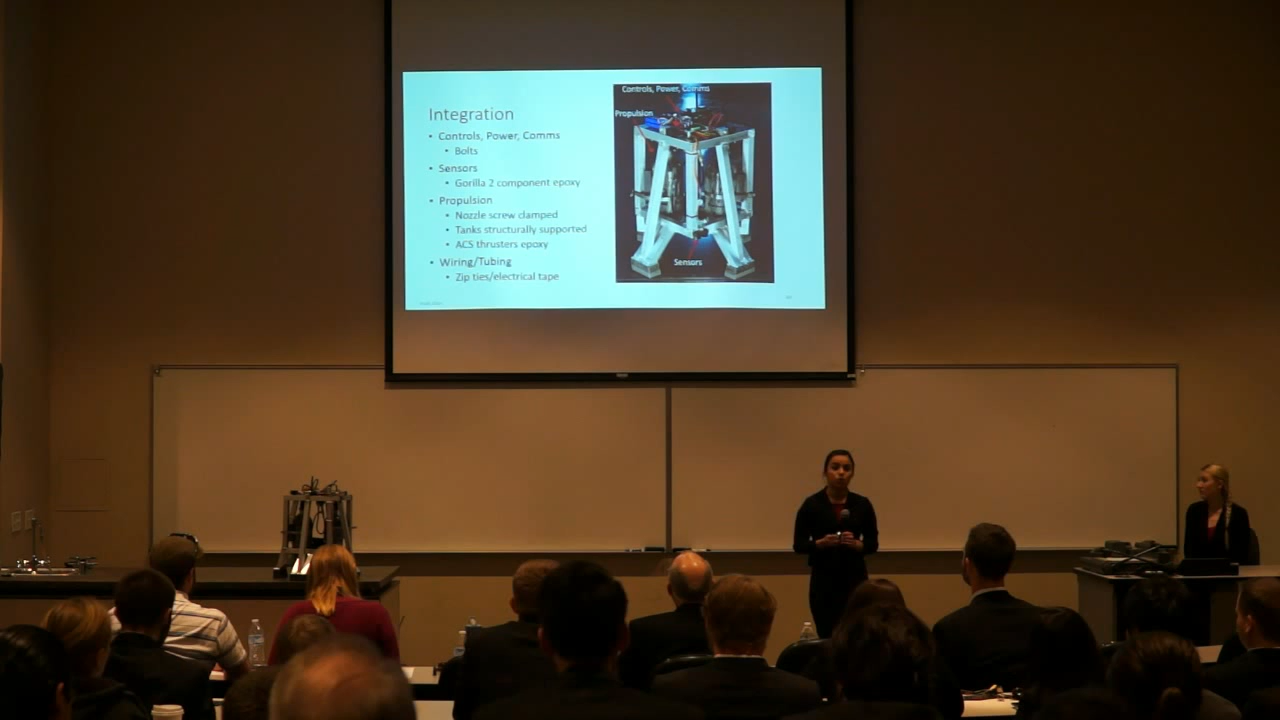 Integration
• Controls, Power, Comms
• Bolts
• Sensors
• Gorilla 2 component epoxy
• Propulsion
• Nozzle screw clamped
• Tanks structurally supported
• ACS thrusters epoxy
• Wiring/Tubing
• Zip ties/electrical tape
Controls, Power, Comms
Propulsion
Sensors